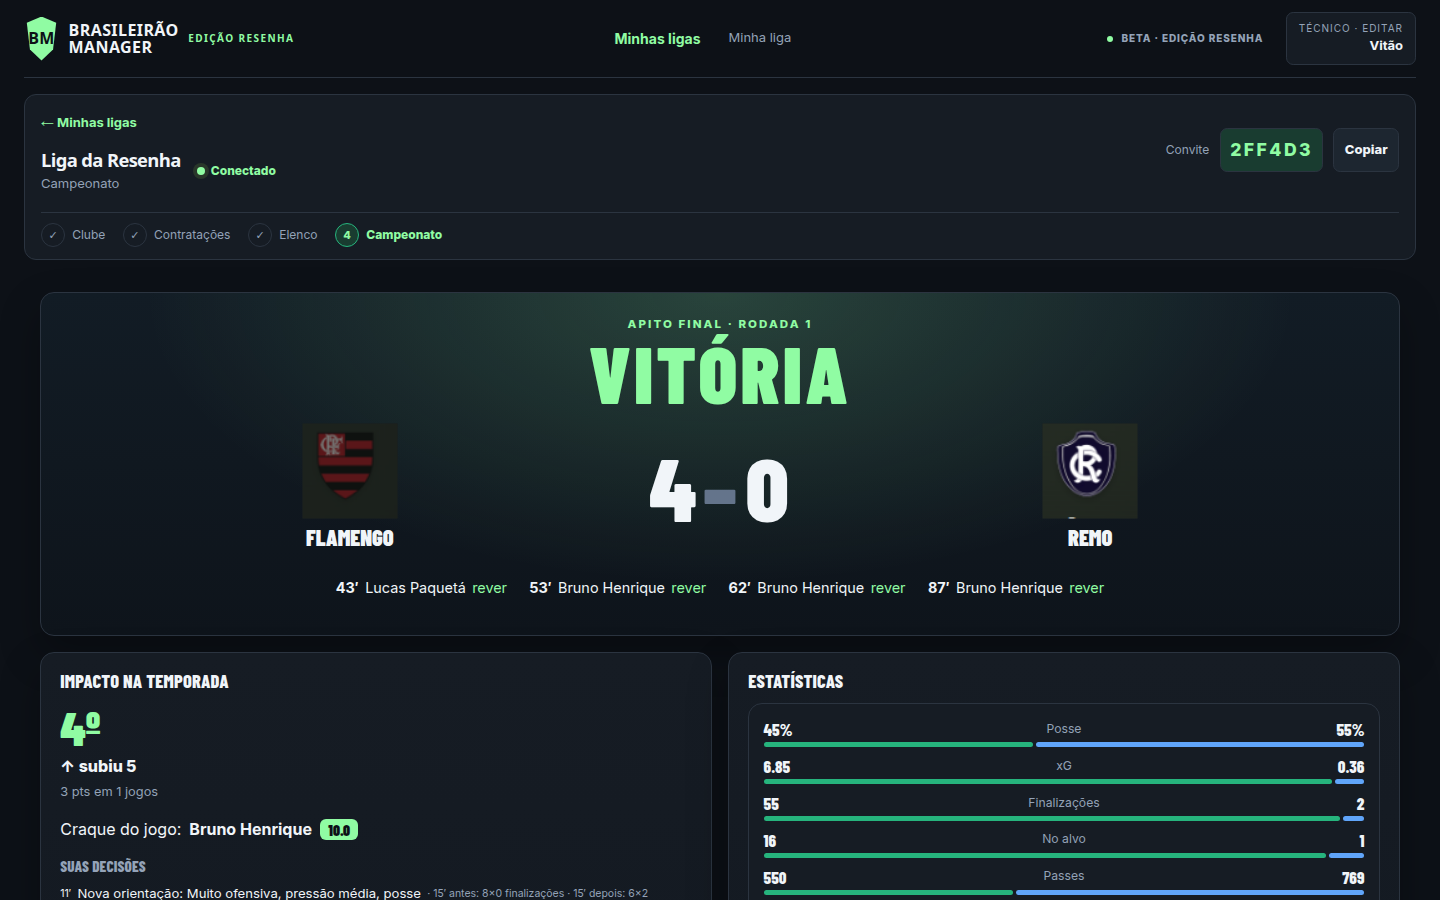 BM
BRASILEIRÃO
MANAGER
EDIÇÃO RESENHA
Minhas ligas
Minha liga
BETA · EDIÇÃO RESENHA
TÉCNICO · EDITAR
Vitão
← Minhas ligas
Liga da Resenha
Conectado
Campeonato
Convite
2FF4D3
Copiar
✓ Clube
✓ Contratações
✓ Elenco
4 Campeonato
APITO FINAL · RODADA 1
VITÓRIA
4-0
FLAMENGO
REMO
43' Lucas Paquetá rever
53' Bruno Henrique rever
62' Bruno Henrique rever
87' Bruno Henrique rever
IMPACTO NA TEMPORADA
4º
↑ subiu 5
3 pts em 1 jogos
Craque do jogo: Bruno Henrique 10.0
SUAS DECISÕES
11' Nova orientação: Muito ofensiva, pressão média, posse · 15' antes: 8×0 finalizações · 15' depois: 6×2
ESTATÍSTICAS
45% Posse 55%
6.85 xG 0.36
55 Finalizações 2
16 No alvo 1
550 Passes 769